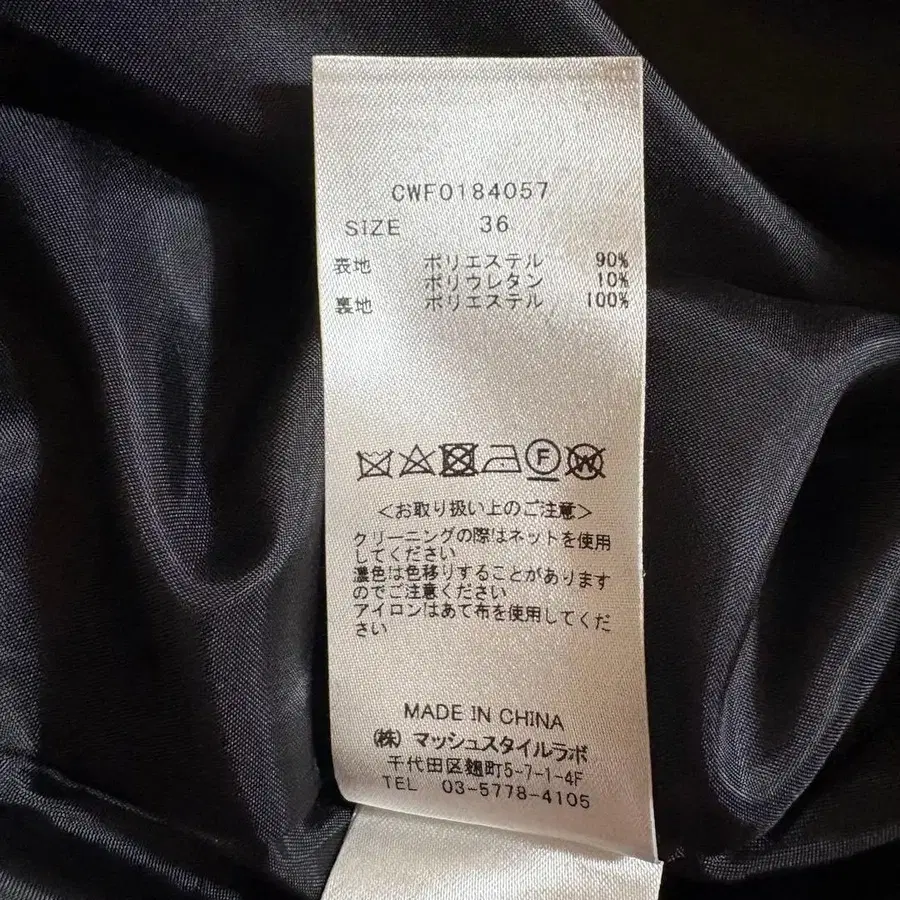 CWF0184057
SIZE 36
表地 ポリエステル 90%
ポリウレタン 10%
裏地 ポリエステル 100%
F W
<お取り扱い上のご注意>
クリーニングの際はネットを使用
してください
濃色は色移りすることがあります
のでご注意ください
アイロンはあて布を使用してくだ
さい
MADE IN CHINA
(株) マッシュスタイルラボ
千代田区麹町5-7-1-4F
TEL 03-5778-4105